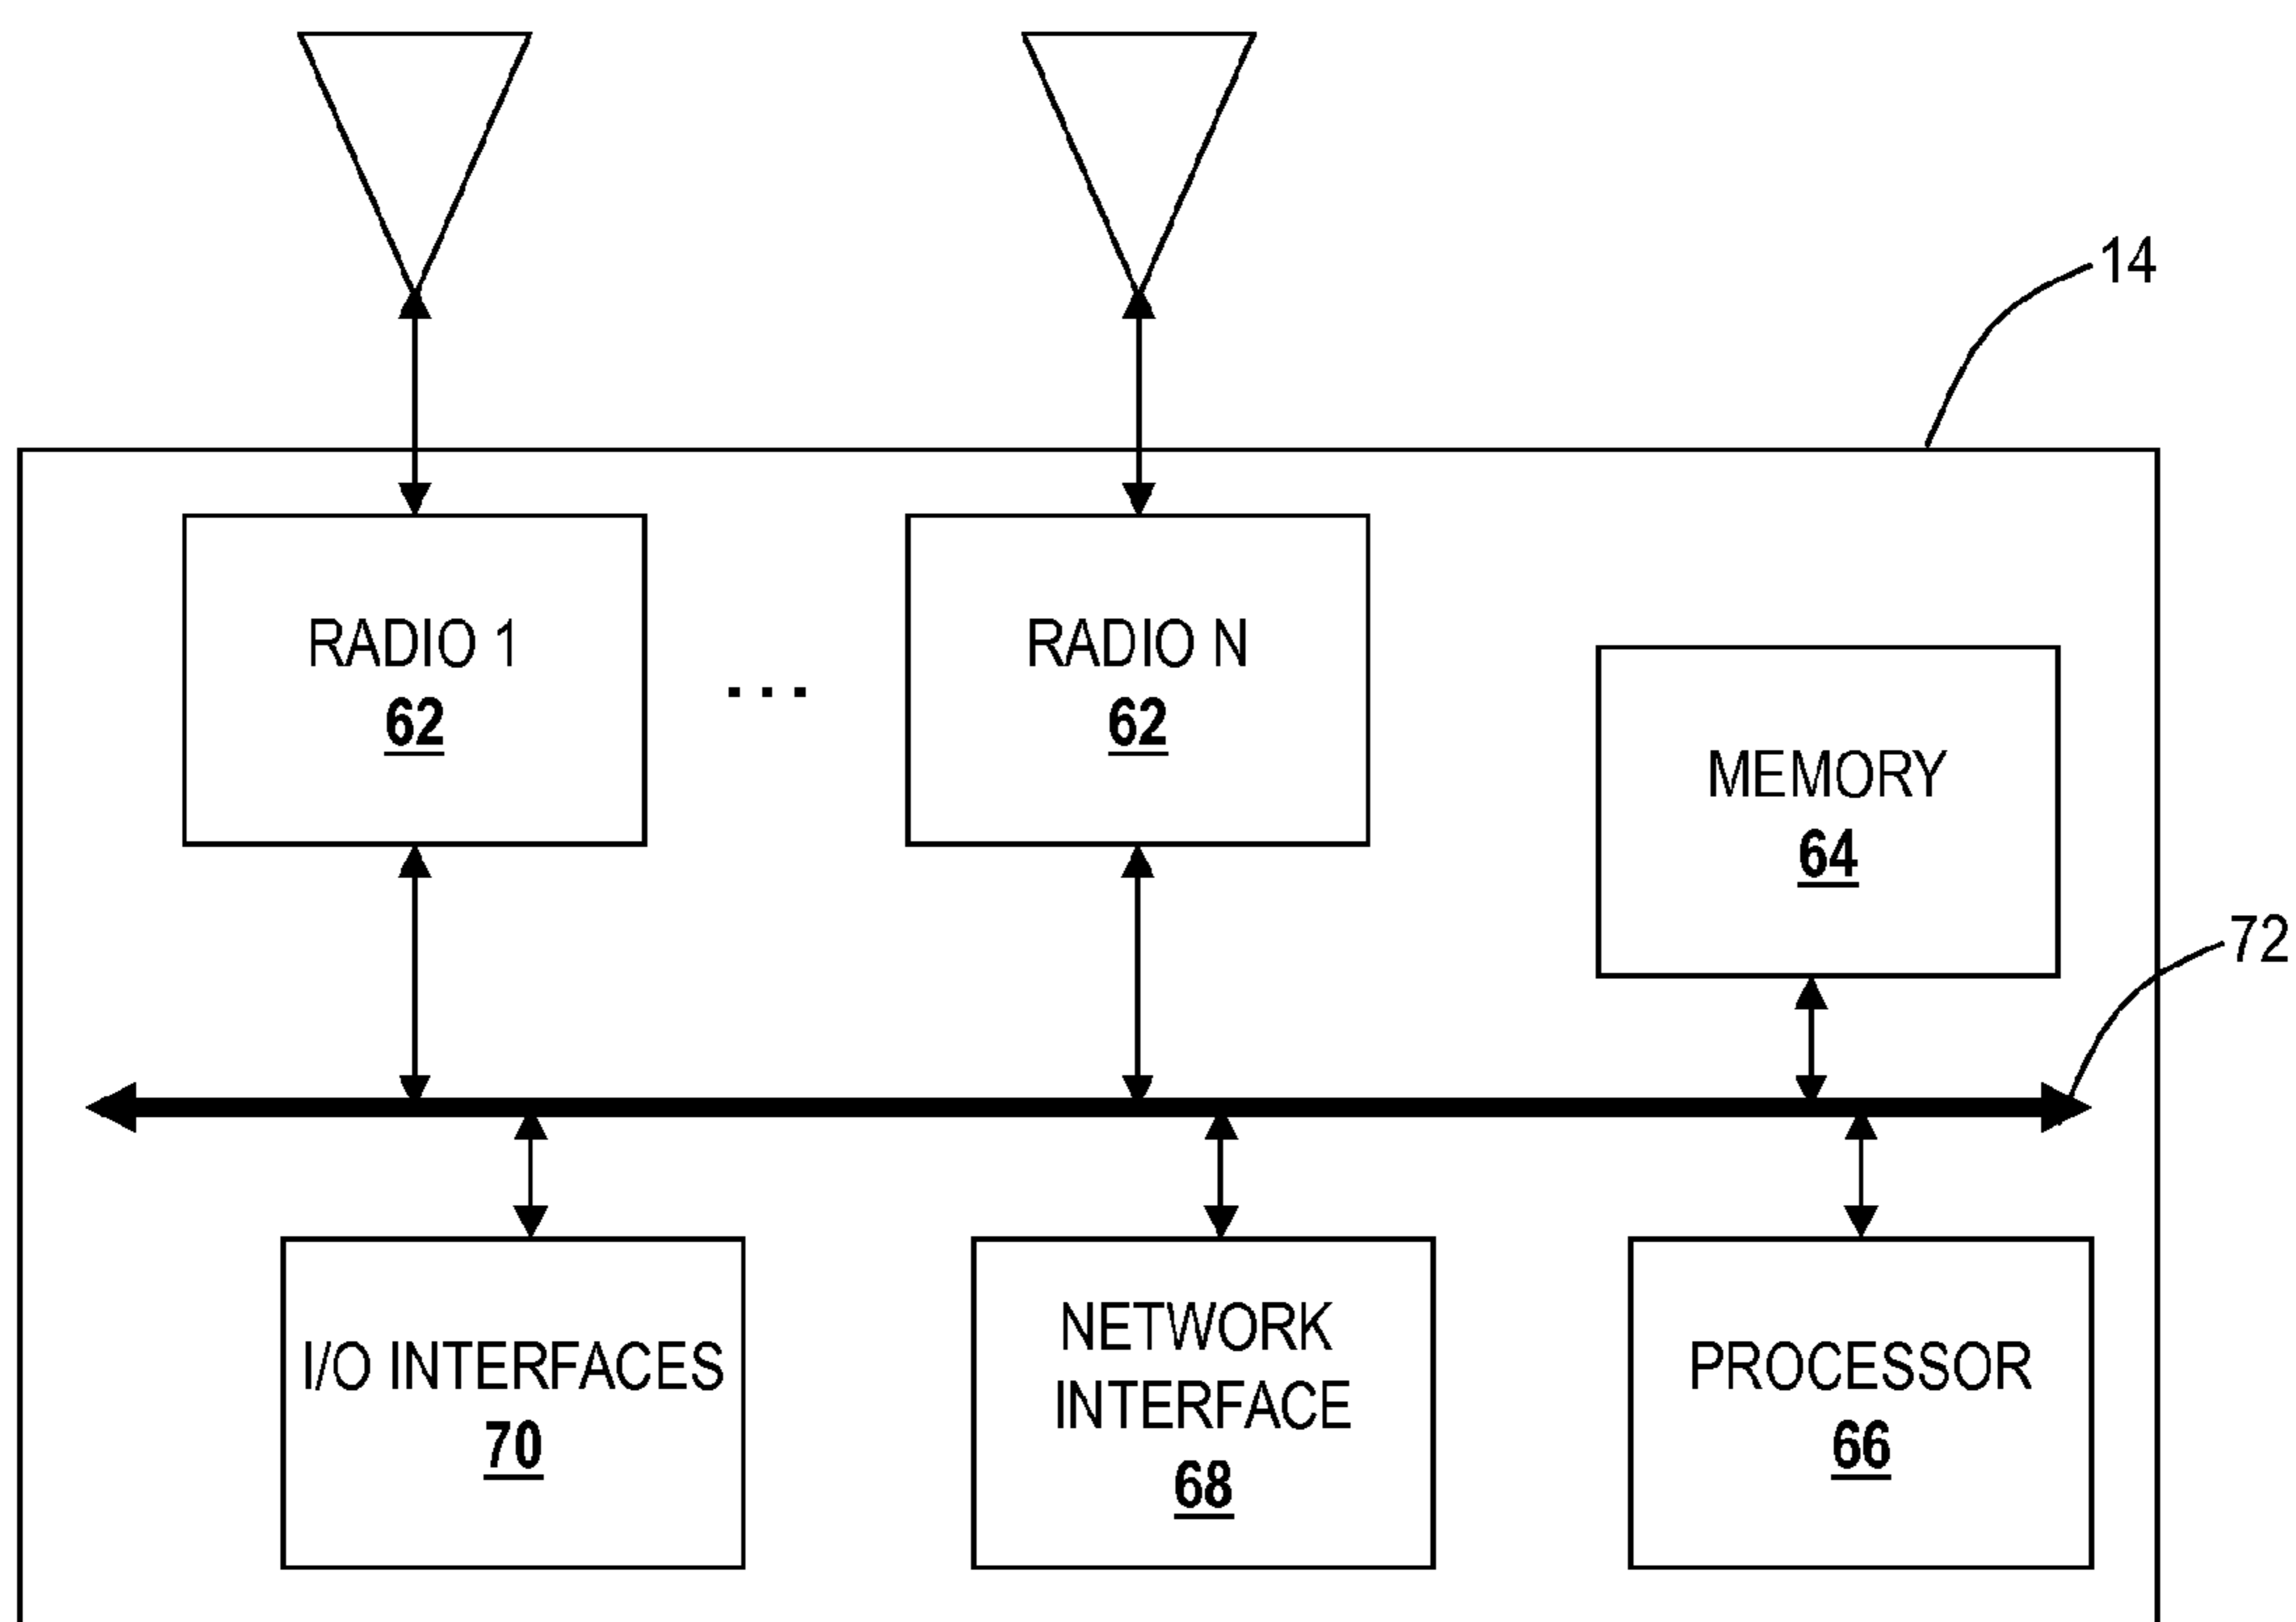 14
RADIO 1
62
...
RADIO N
62
MEMORY
64
72
I/O INTERFACES
70
NETWORK
INTERFACE
68
PROCESSOR
66